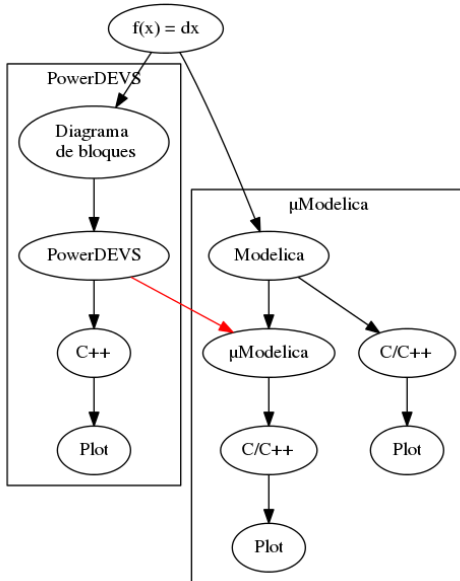 f(x) = dx
PowerDEVS
Diagrama
de bloques
µModelica
PowerDEVS
Modelica
C++
µModelica
C/C++
Plot
C/C++
Plot
Plot